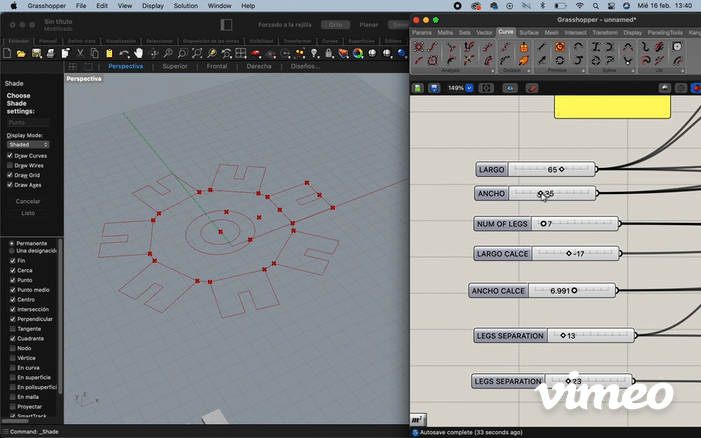 Grasshopper File Edit View Display Solution Window Help
Mié 16 feb. 13:40
Sin título
Modificado
Forzado a la rejilla
Gris
Planar
Grasshopper - unnamed*
Params Maths Sets Vector Curve Surface Mesh Intersect Transform Display PanelingTools Kang
Analysis
Division
Primitive
Spline
Util
Perspectiva Superior Frontal Derecha Diseños...
Perspectiva
149%
Shade
Choose
Shade
settings:
Punto
Display Mode:
Shaded
Draw Curves
Draw Wires
Draw Grid
Draw Axes
Cancelar
Listo
Permanente
Una designació
Fin
Cerca
Punto
Punto medio
Centro
Intersección
Perpendicular
Tangente
Cuadrante
Nodo
Vértice
En curva
En superficie
En polisuperfici
En malla
Proyectar
SmartTrack
Command: _Shade
z
y
x
LARGO 65
ANCHO 35
NUM OF LEGS 7
LARGO CALCE -17
ANCHO CALCE 6.991
LEGS SEPARATION 13
LEGS SEPARATION 23
vimeo
m²
Autosave complete (33 seconds ago)